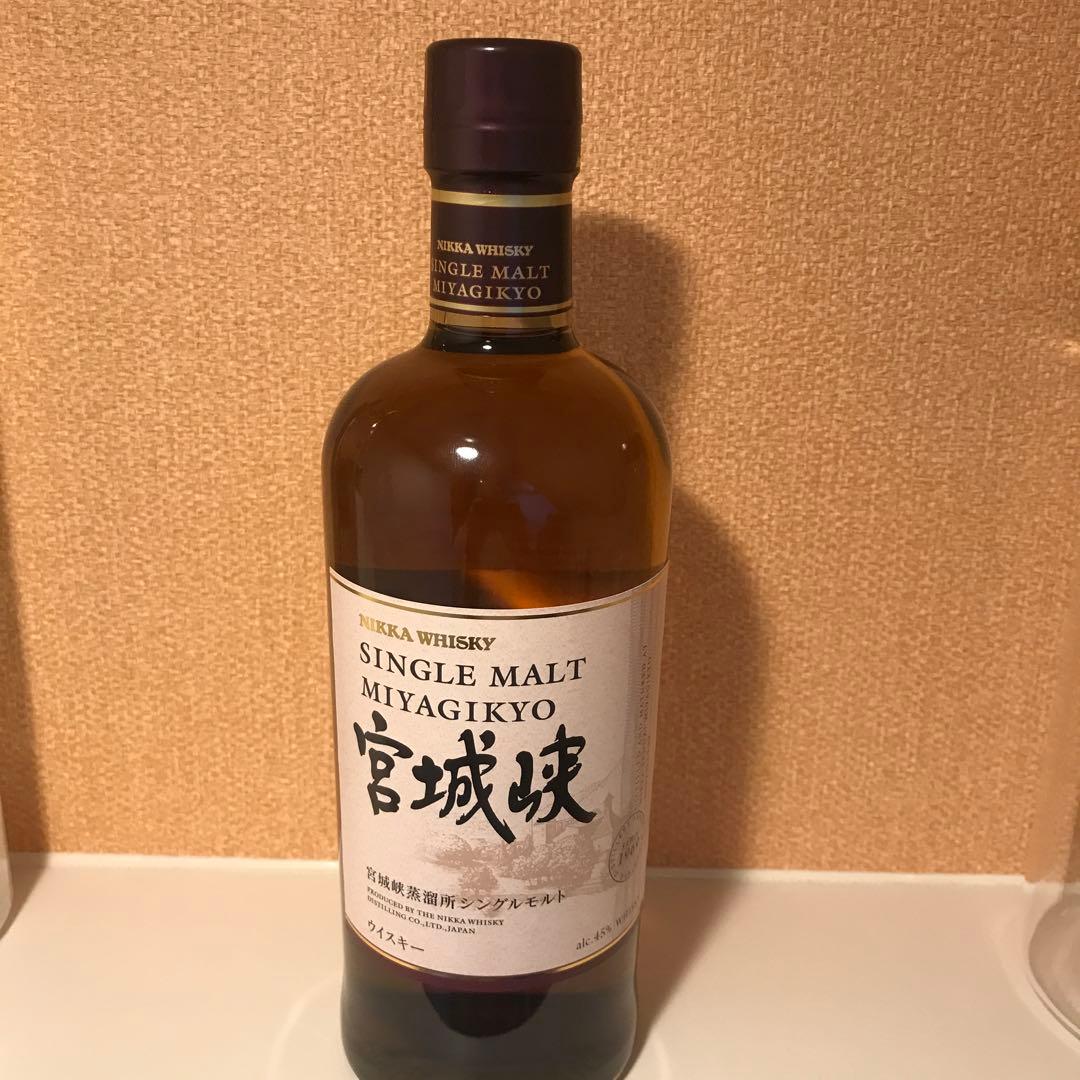 NIKKA WHISKY
SINGLE MALT
MIYAGIKYO
NIKKA WHISKY
SINGLE MALT
MIYAGIKYO
宮城峡
宮城峡蒸溜所シングルモルト
PRODUCED BY THE NIKKA WHISKY
DISTILLING CO.,LTD.,JAPAN
ウイスキー
alc.45% WHISKY